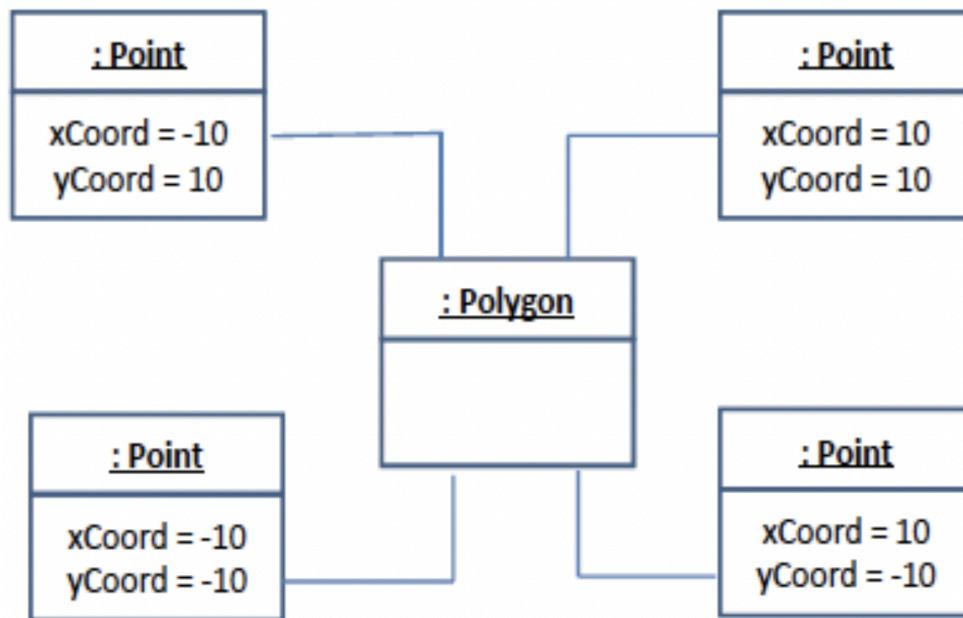 : Point
xCoord = -10
yCoord = 10
: Point
xCoord = 10
yCoord = 10
: Polygon
: Point
xCoord = -10
yCoord = -10
: Point
xCoord = 10
yCoord = -10